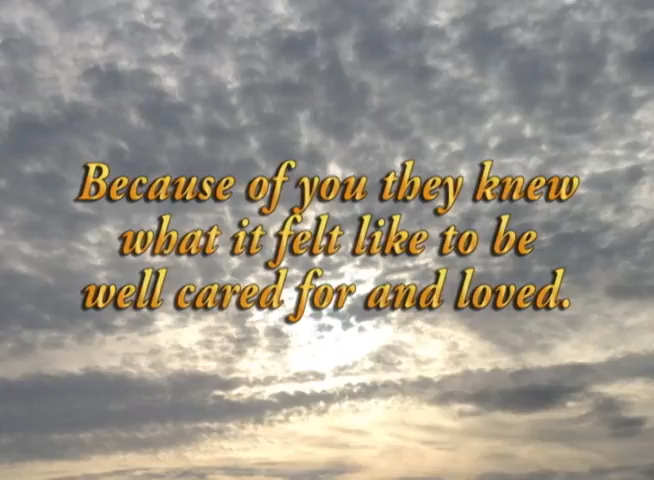 Because of you they knew
what it felt like to be
well cared for and loved.